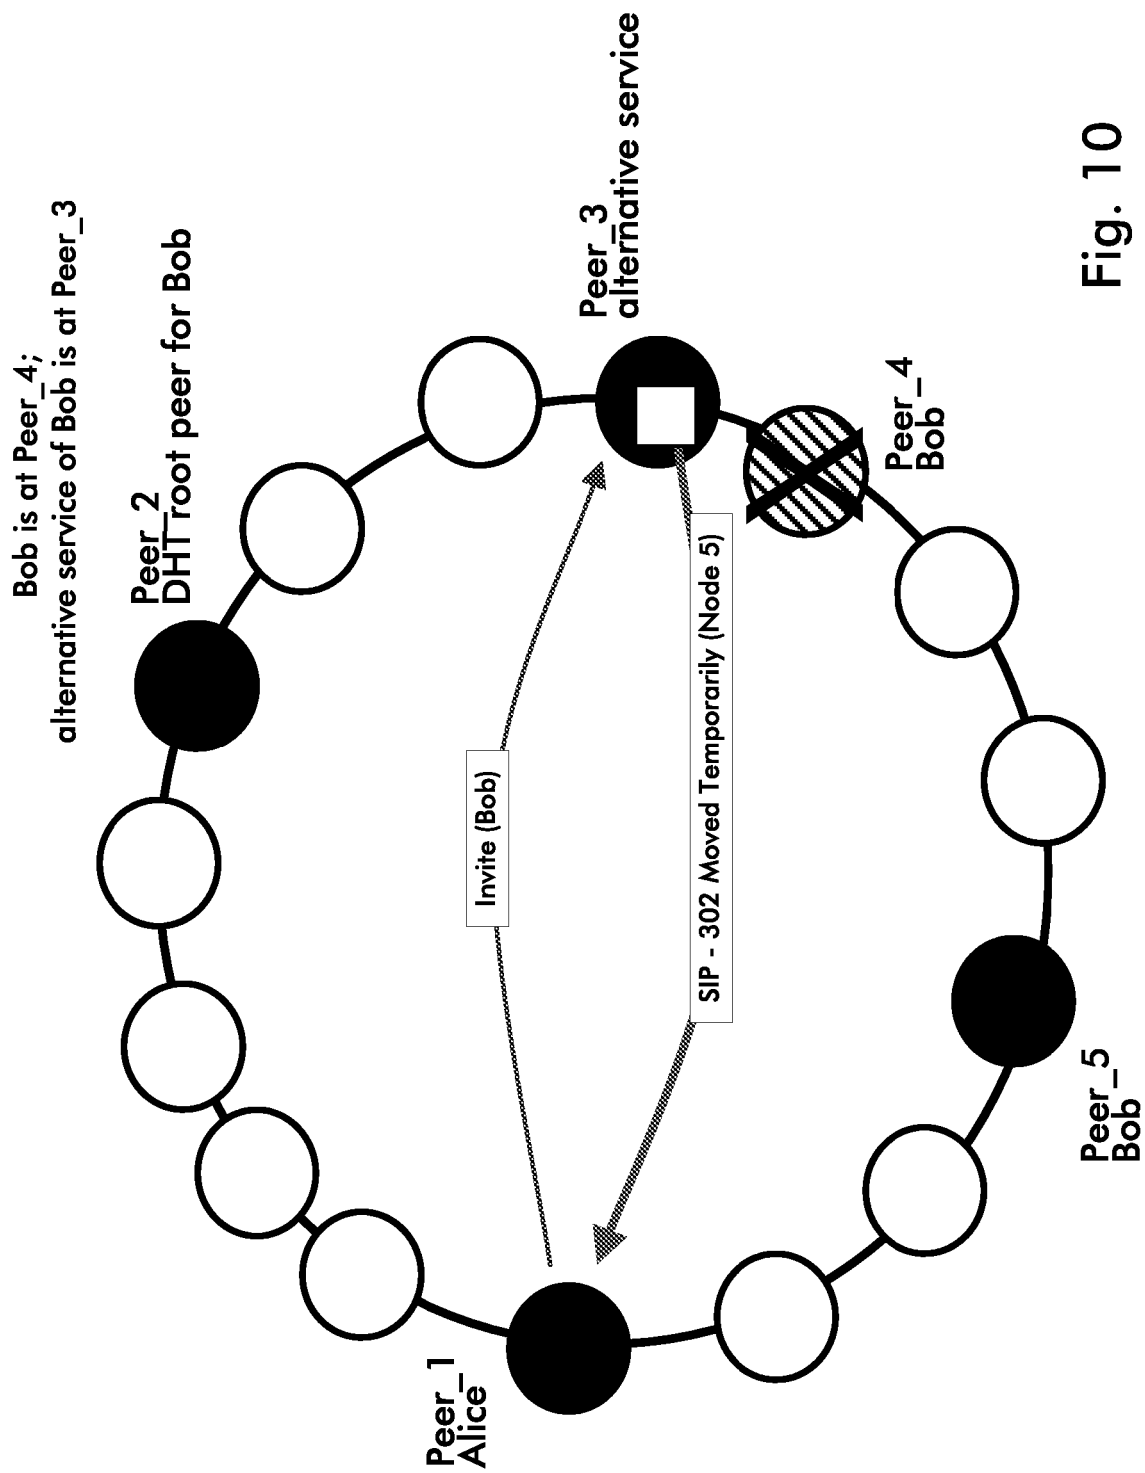 Bob is at Peer_4;
alternative service of Bob is at Peer_3
Peer_2
DHT root peer for Bob
Peer_3
alternative service
Peer_1
Alice
Invite (Bob)
SIP - 302 Moved Temporarily (Node 5)
Peer_4
Bob
Peer_5
Bob
Fig. 10